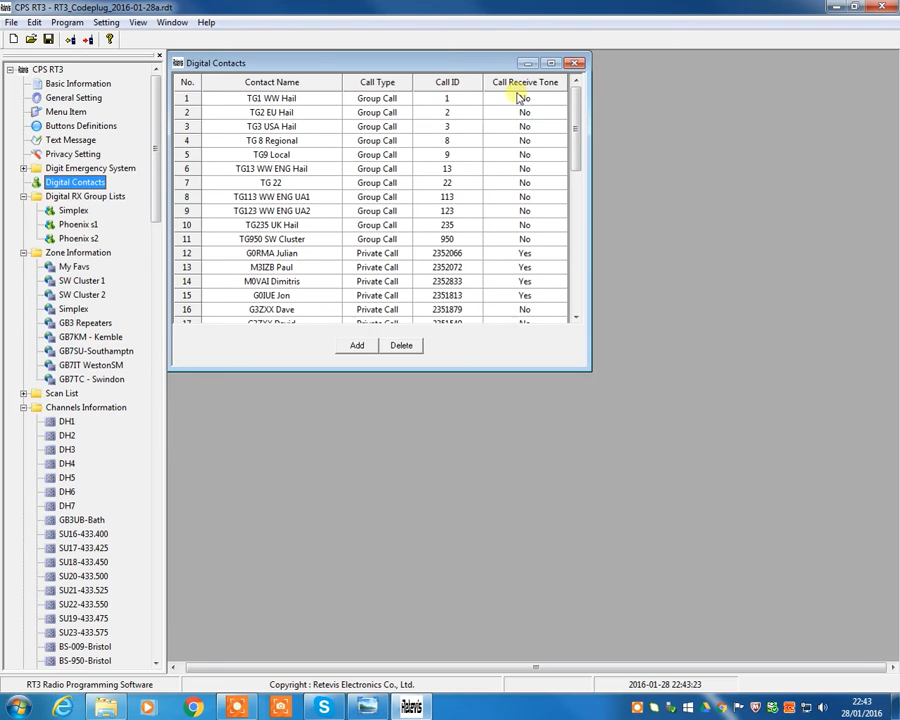 CPS RT3 - RT3_Codeplug_2016-01-28a.rdt
File Edit Program Setting View Window Help
CPS RT3
Basic Information
General Setting
Menu Item
Buttons Definitions
Text Message
Privacy Setting
Digit Emergency System
Digital Contacts
Digital RX Group Lists
Simplex
Phoenix s1
Phoenix s2
Zone Information
My Favs
SW Cluster 1
SW Cluster 2
Simplex
GB3 Repeaters
GB7KM - Kemble
GB7SU-Southamptn
GB7IT WestonSM
GB7TC - Swindon
Scan List
Channels Information
DH1
DH2
DH3
DH4
DH5
DH6
DH7
GB3UB-Bath
SU16-433.400
SU17-433.425
SU18-433.450
SU20-433.500
SU21-433.525
SU22-433.550
SU19-433.475
SU23-433.575
BS-009-Bristol
BS-950-Bristol
Digital Contacts
No. Contact Name Call Type Call ID Call Receive Tone
1 TG1 WW Hail Group Call 1 No
2 TG2 EU Hail Group Call 2 No
3 TG3 USA Hail Group Call 3 No
4 TG 8 Regional Group Call 8 No
5 TG9 Local Group Call 9 No
6 TG13 WW ENG Hail Group Call 13 No
7 TG 22 Group Call 22 No
8 TG113 WW ENG UA1 Group Call 113 No
9 TG123 WW ENG UA2 Group Call 123 No
10 TG235 UK Hail Group Call 235 No
11 TG950 SW Cluster Group Call 950 No
12 G0RMA Julian Private Call 2352066 Yes
13 M3IZB Paul Private Call 2352072 Yes
14 M0VAI Dimitris Private Call 2352833 Yes
15 G0IUE Jon Private Call 2351813 Yes
16 G3ZXX Dave Private Call 2351879 No
Add Delete
RT3 Radio Programming Software Copyright : Retevis Engineering Co., Ltd. 2016-01-28 22:43:23
Retevis
22:43
28/01/2016